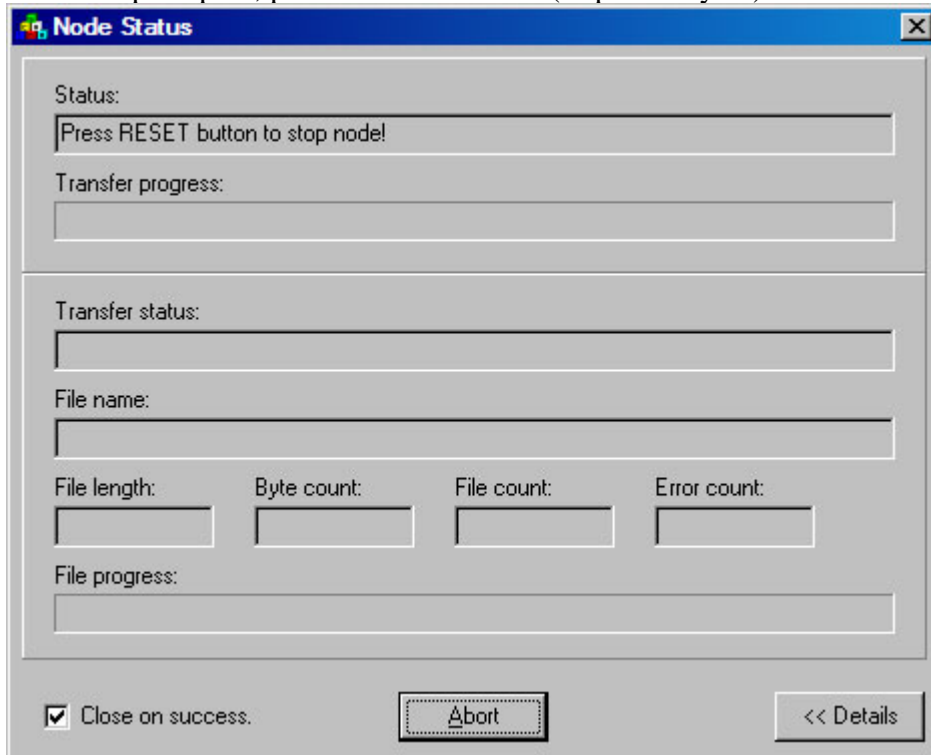 Node Status
Status:
Press RESET button to stop node!
Transfer progress:
Transfer status:
File name:
File length: Byte count: File count: Error count:
File progress:
Close on success. Abort << Details